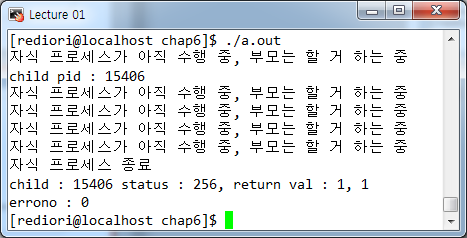 Lecture 01
[rediori@localhost chap6]$ ./a.out
자식 프로세스가 아직 수행 중, 부모는 할 거 하는 중
child pid : 15406
자식 프로세스가 아직 수행 중, 부모는 할 거 하는 중
자식 프로세스가 아직 수행 중, 부모는 할 거 하는 중
자식 프로세스가 아직 수행 중, 부모는 할 거 하는 중
자식 프로세스가 아직 수행 중, 부모는 할 거 하는 중
자식 프로세스 종료
child : 15406 status : 256, return val : 1, 1
errono : 0
[rediori@localhost chap6]$